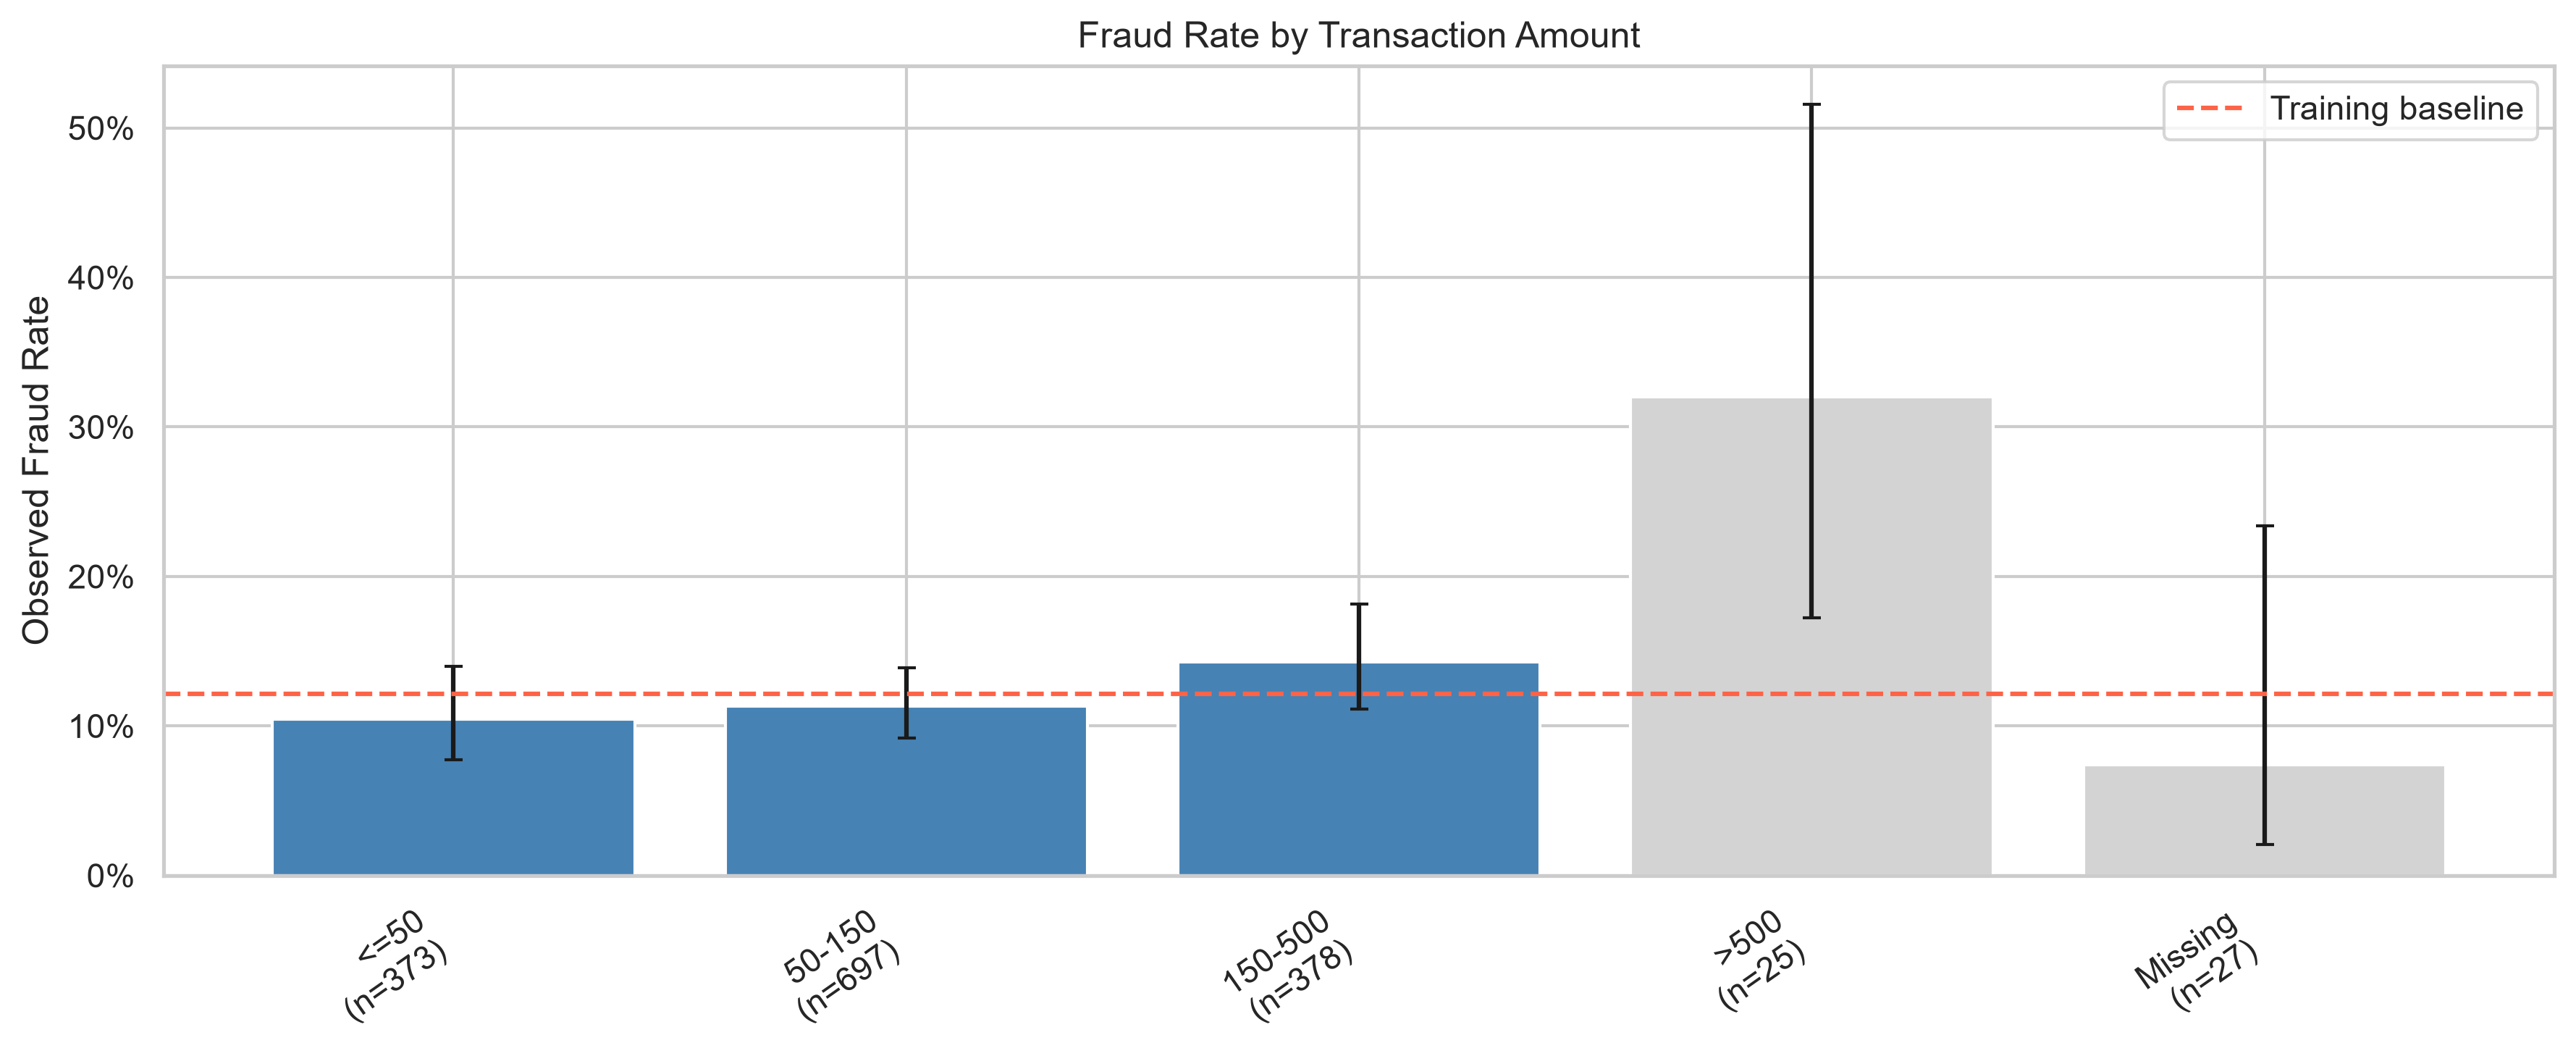 Fraud Rate by Transaction Amount
Training baseline
Observed Fraud Rate
50%
40%
30%
20%
10%
0%
<=50
(n=373)
50-150
(n=697)
150-500
(n=378)
>500
(n=25)
Missing
(n=27)